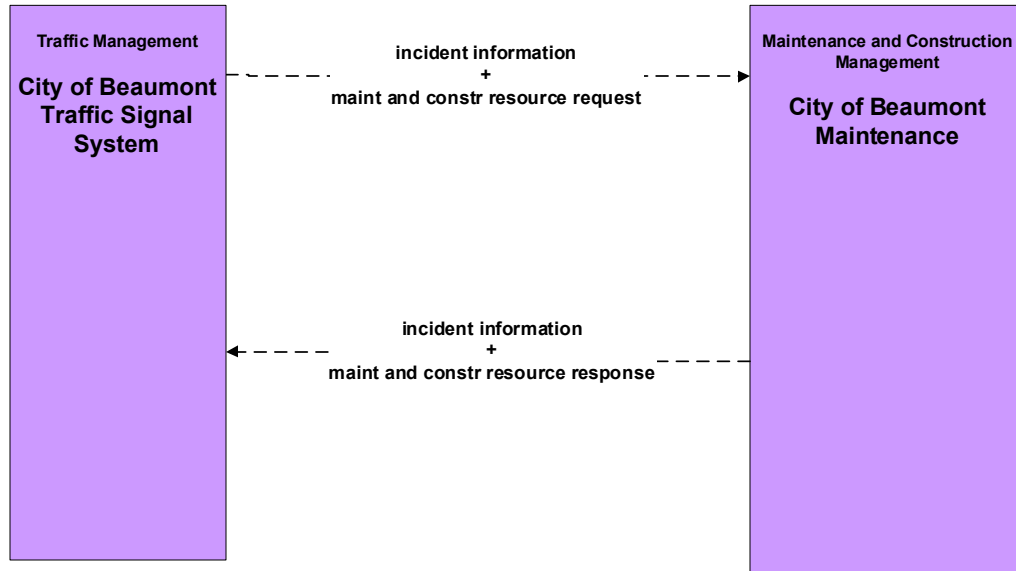 Traffic Management
City of Beaumont
Traffic Signal
System
incident information
+
maint and constr resource request
Maintenance and Construction
Management
City of Beaumont
Maintenance
incident information
+
maint and constr resource response